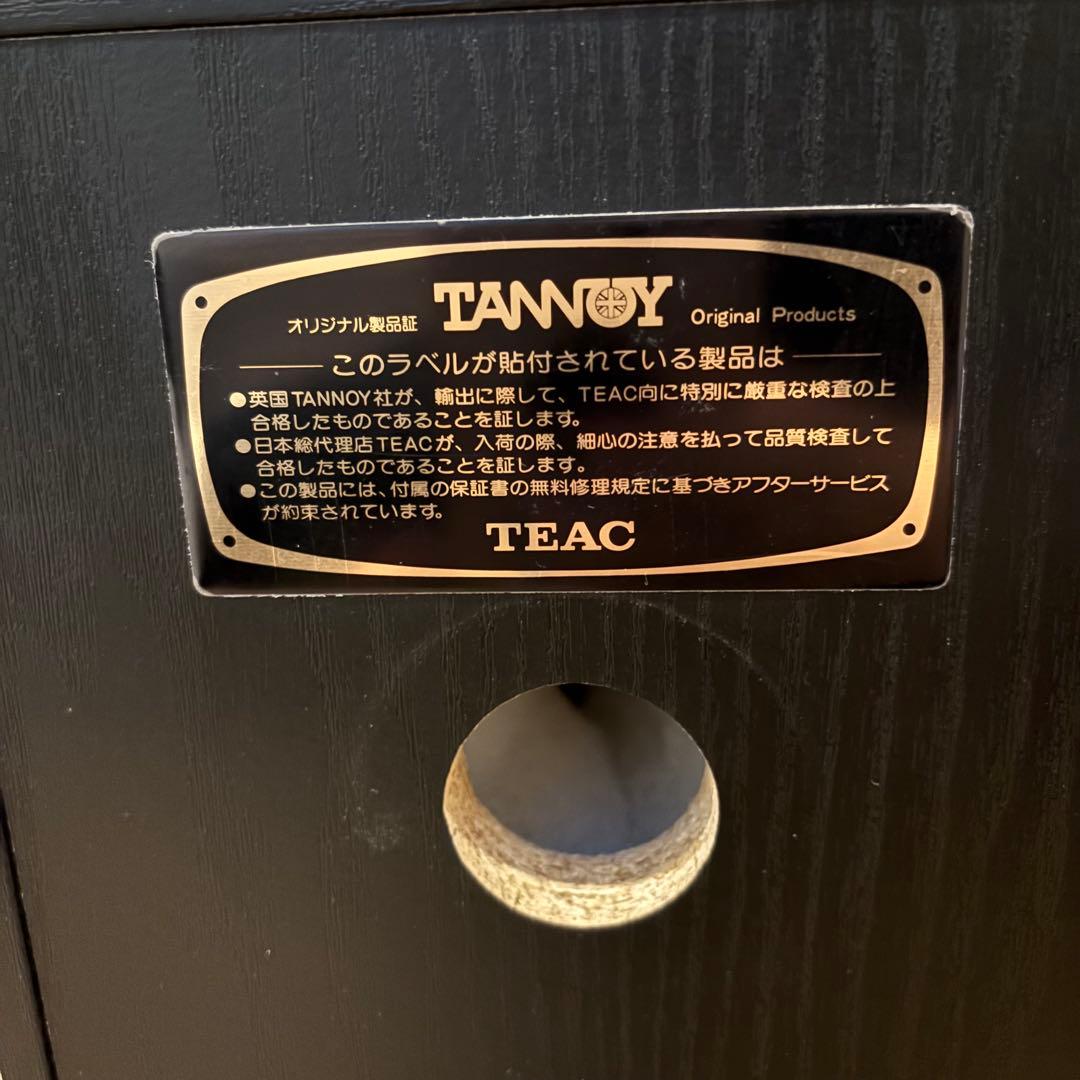 オリジナル製品証 TANNOY Original Products
このラベルが貼付されている製品は
●英国TANNOY社が、輸出に際して、TEAC向に特別に厳重な検査の上
合格したものであることを証します。
●日本総代理店TEACが、入荷の際、細心の注意を払って品質検査して
合格したものであることを証します。
●この製品には、付属の保証書の無料修理規定に基づきアフターサービス
が約束されています。
TEAC